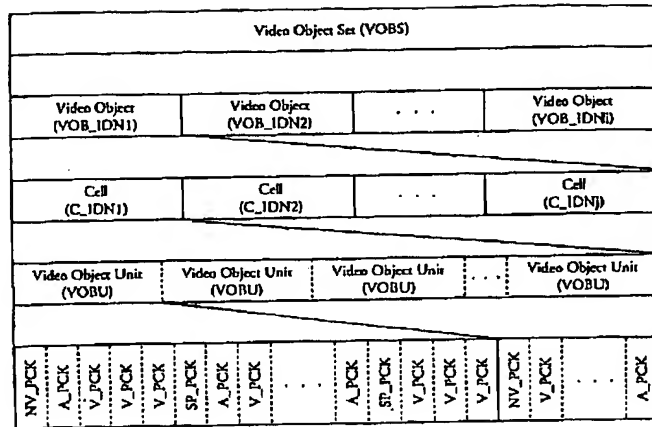 Video Object Set (VOBS)
Video Object Video Object . . . Video Object
(VOB_IDN1) (VOB_IDN2) (VOB_IDNi)
Cell Cell . . . Cell
(C_IDN1) (C_IDN2) (C_IDNj)
Video Object Unit Video Object Unit Video Object Unit . . . Video Object Unit
(VOBU) (VOBU) (VOBU) (VOBU)
NV_PCK A_PCK V_PCK V_PCK V_PCK SP_PCK A_PCK V_PCK . . . A_PCK SP_PCK V_PCK V_PCK V_PCK NV_PCK V_PCK . . . A_PCK